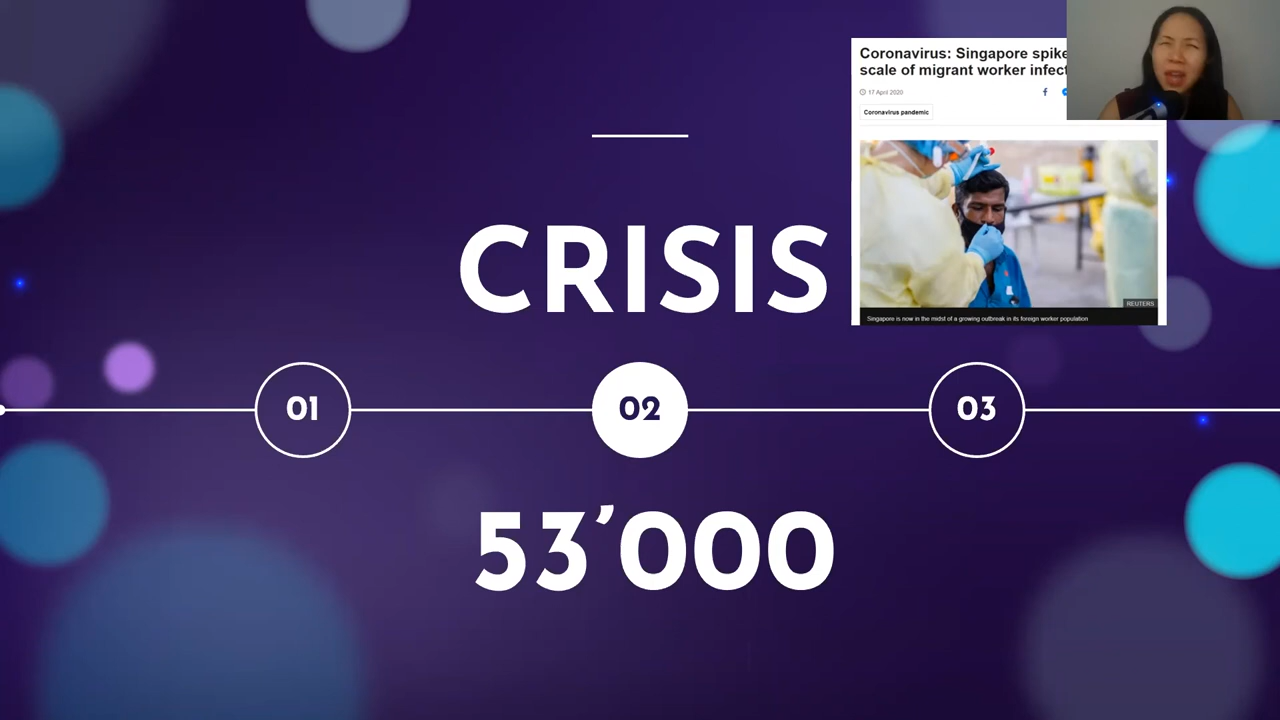 Coronavirus: Singapore spike
scale of migrant worker infect
17 April 2020
Coronavirus pandemic
REUTERS
Singapore is now in the midst of a growing outbreak in its foreign worker population
CRISIS
01
02
03
53’000